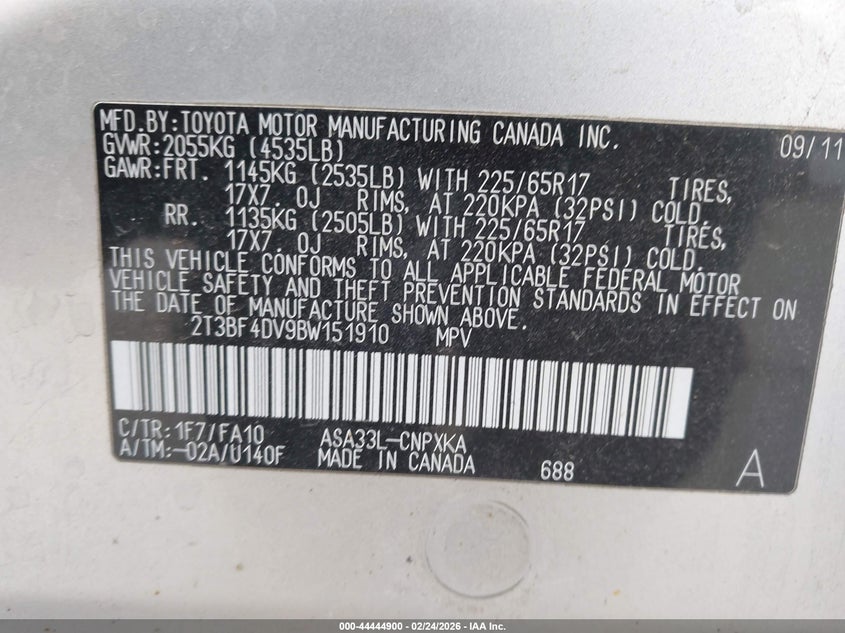 MFD.BY:TOYOTA MOTOR MANUFACTURING CANADA INC. 09/11
GVWR:2055KG (4535LB)
GAWR:FRT. 1145KG (2535LB) WITH 225/65R17 TIRES,
17X7.0J RIMS, AT 220KPA (32PSI) COLD.
RR. 1135KG (2505LB) WITH 225/65R17 TIRES,
17X7.0J RIMS, AT 220KPA (32PSI) COLD.
THIS VEHICLE CONFORMS TO ALL APPLICABLE FEDERAL MOTOR
VEHICLE SAFETY AND THEFT PREVENTION STANDARDS IN EFFECT ON
THE DATE OF MANUFACTURE SHOWN ABOVE.
2T3BF4DV9BW151910 MPV
C/TR:1F7/FA10 ASA33L-CNPXKA
A/TM:-02A/U140F MADE IN CANADA 688 A
000-44444900 - 02/24/2026 - IAA Inc.